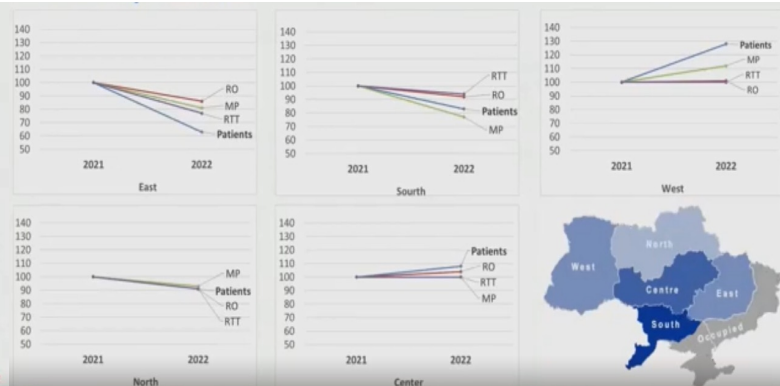 140
130
120
110
100
90
80
70
60
50
RO
MP
RTT
Patients
2021 2022
East
140
130
120
110
100
90
80
70
60
50
RTT
RO
Patients
MP
2021 2022
Sourth
140
130
120
110
100
90
80
70
60
50
Patients
MP
RTT
RO
2021 2022
West
140
130
120
110
100
90
80
70
60
50
MP
Patients
RO
RTT
2021 2022
North
140
130
120
110
100
90
80
70
60
50
Patients
RO
RTT
MP
2021 2022
Center
North
West
Centre
East
South
Occupied